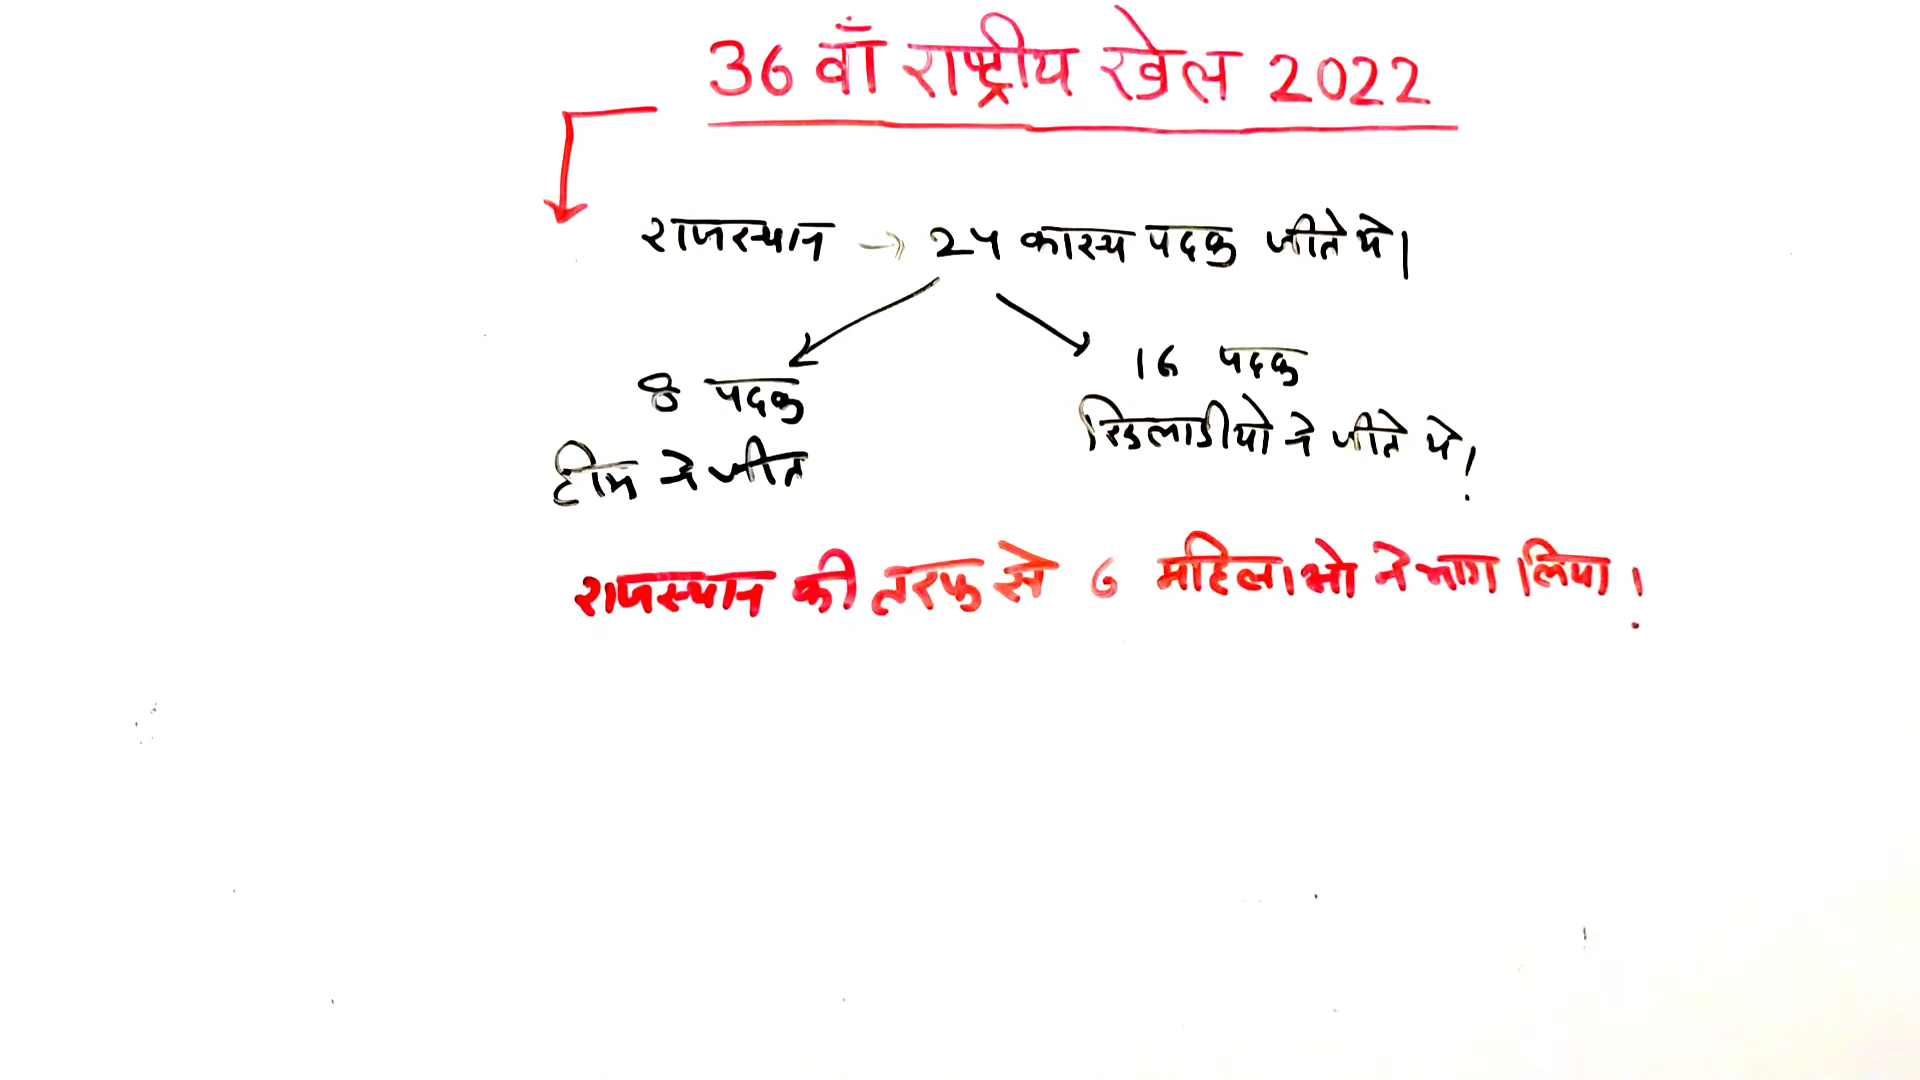 36 वाँ राष्ट्रीय खेल 2022
राजस्थान → 24 कास्य पदक जीते थे।
8 पदक
टीम ने जीत
16 पदक
खिलाडीयो ने जीते थे!
राजस्थान की तरफ से 6 महिलाओ ने भाग लिया!